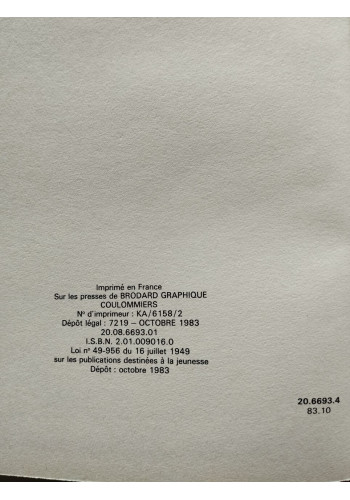 Imprimé en France
Sur les presses de BRODARD GRAPHIQUE
COULOMMIERS
N° d'imprimeur : KA/6158/2
Dépôt légal : 7219 – OCTOBRE 1983
20.08.6693.01
I.S.B.N. 2.01.009016.0
Loi n° 49-956 du 16 juillet 1949
sur les publications destinées à la jeunesse
Dépôt : octobre 1983
20.6693.4
83.10